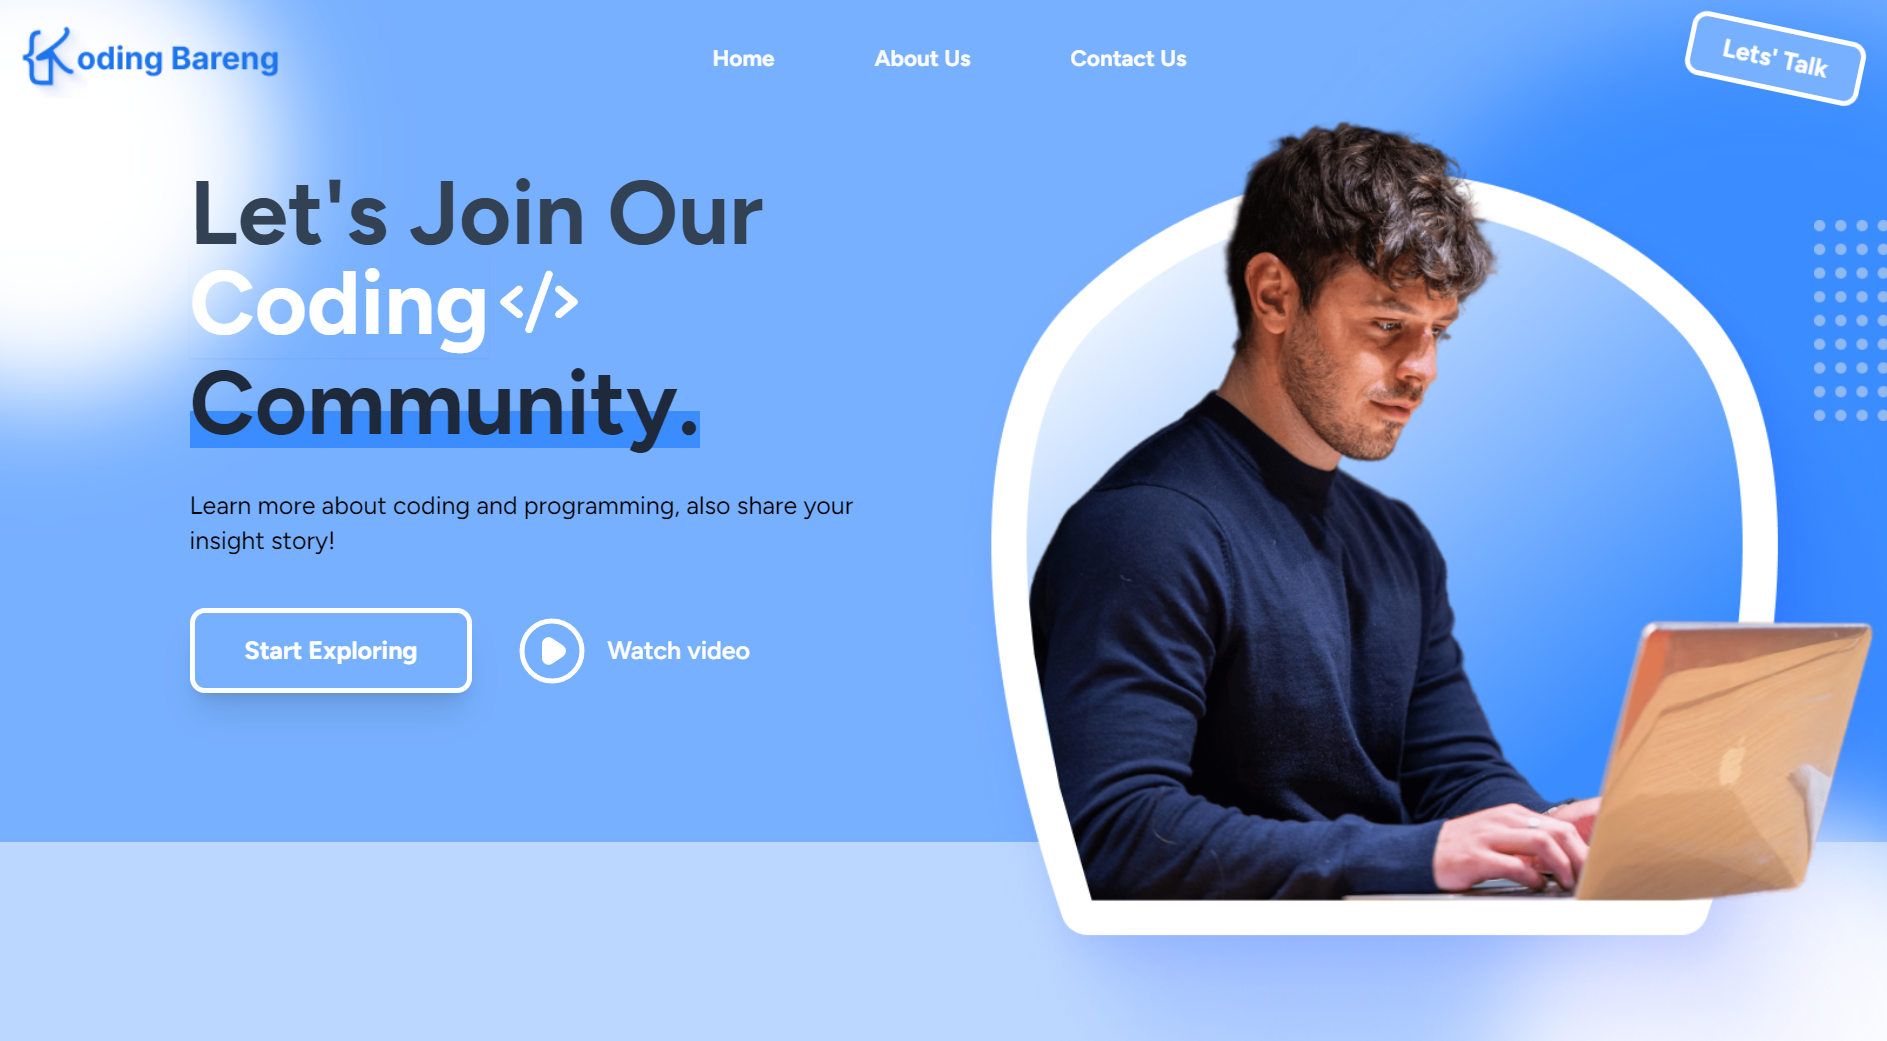 Koding Bareng
Home
About Us
Contact Us
Lets' Talk
Let's Join Our
Coding </>
Community.
Learn more about coding and programming, also share your
insight story!
Start Exploring
Watch video